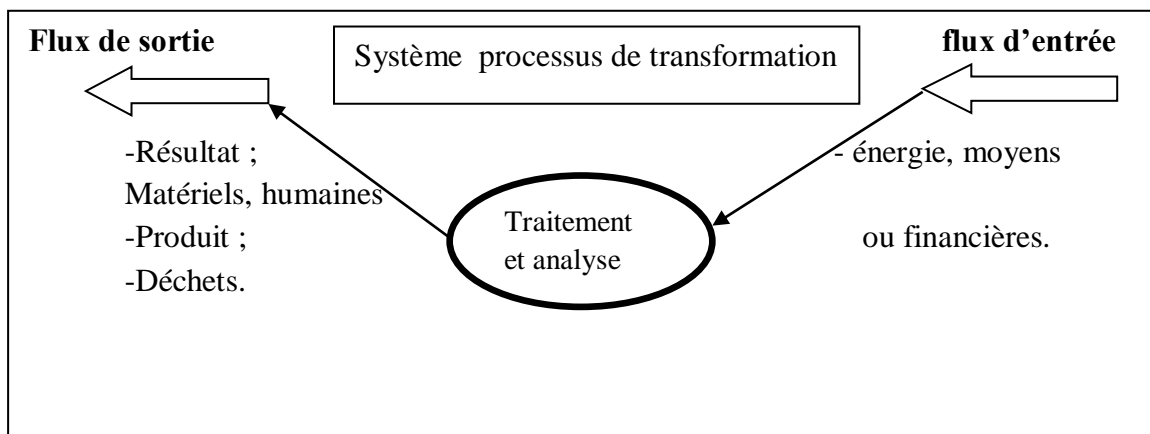 Flux de sortie
Système processus de transformation
flux d’entrée
-Résultat ;
Matériels, humaines
-Produit ;
-Déchets.
Traitement
et analyse
- énergie, moyens
ou financières.